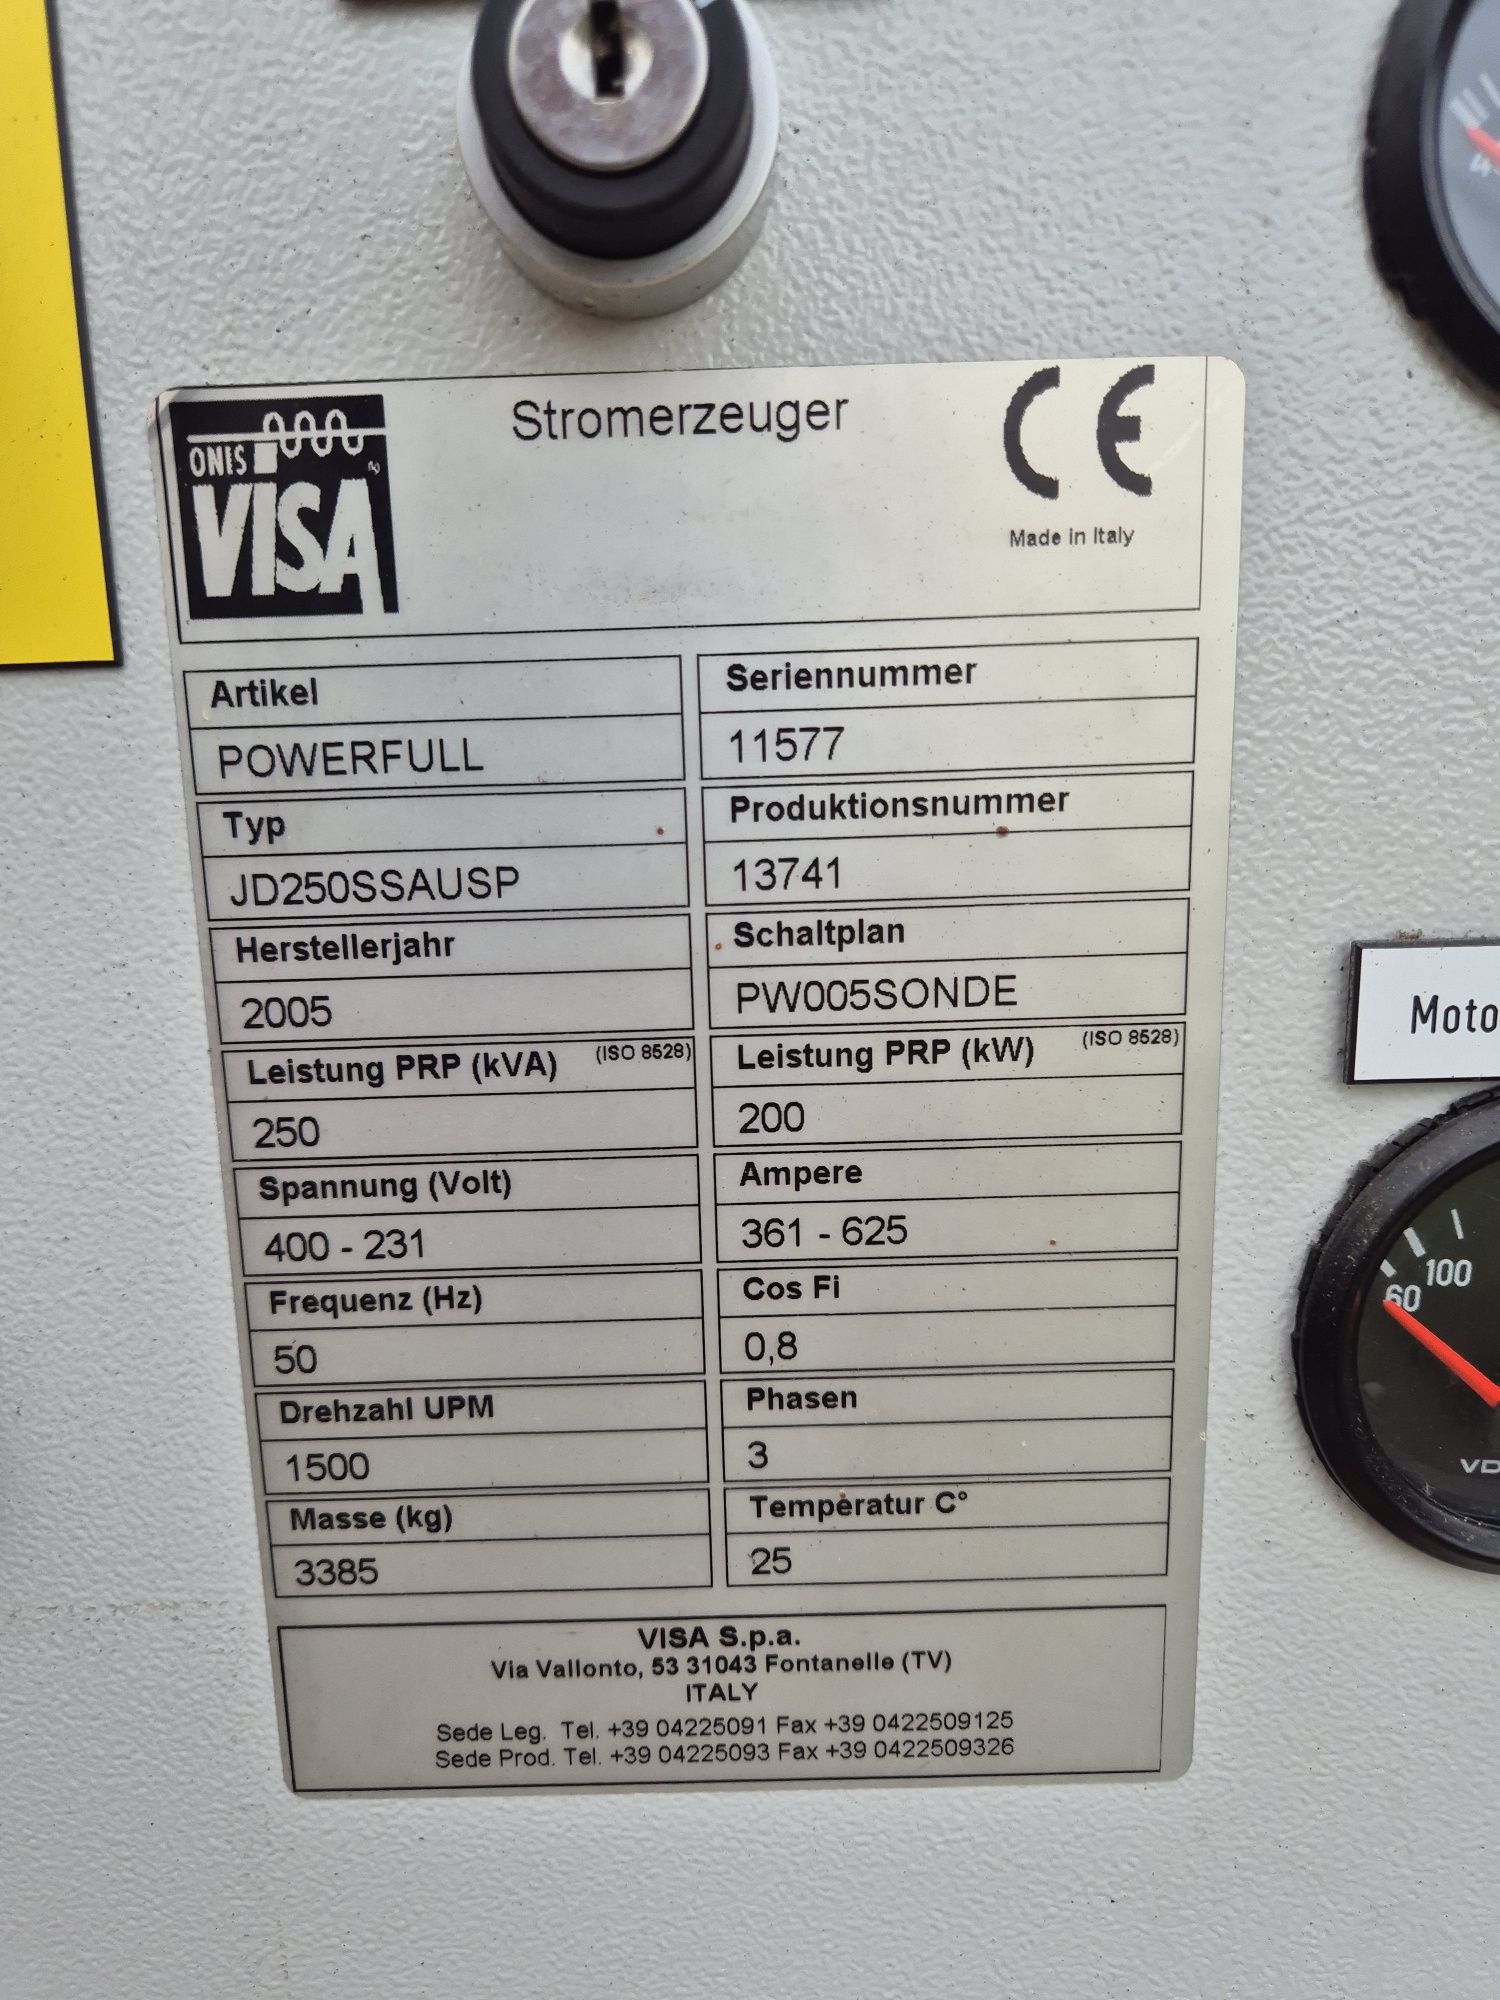 ONIS
VISA
Stromerzeuger
CE
Made in Italy
Artikel
POWERFULL
Seriennummer
11577
Typ
JD250SSAUSP
Produktionsnummer
13741
Herstellerjahr
2005
Schaltplan
PW005SONDE
Leistung PRP (kVA) (ISO 8528)
250
Leistung PRP (kW) (ISO 8528)
200
Spannung (Volt)
400 - 231
Ampere
361 - 625
Frequenz (Hz)
50
Cos Fi
0,8
Drehzahl UPM
1500
Phasen
3
Masse (kg)
3385
Temperatur C°
25
VISA S.p.a.
Via Vallonto, 53 31043 Fontanelle (TV)
ITALY
Sede Leg. Tel. +39 04225091 Fax +39 0422509125
Sede Prod. Tel. +39 04225093 Fax +39 0422509326
Moto
100
60
VD